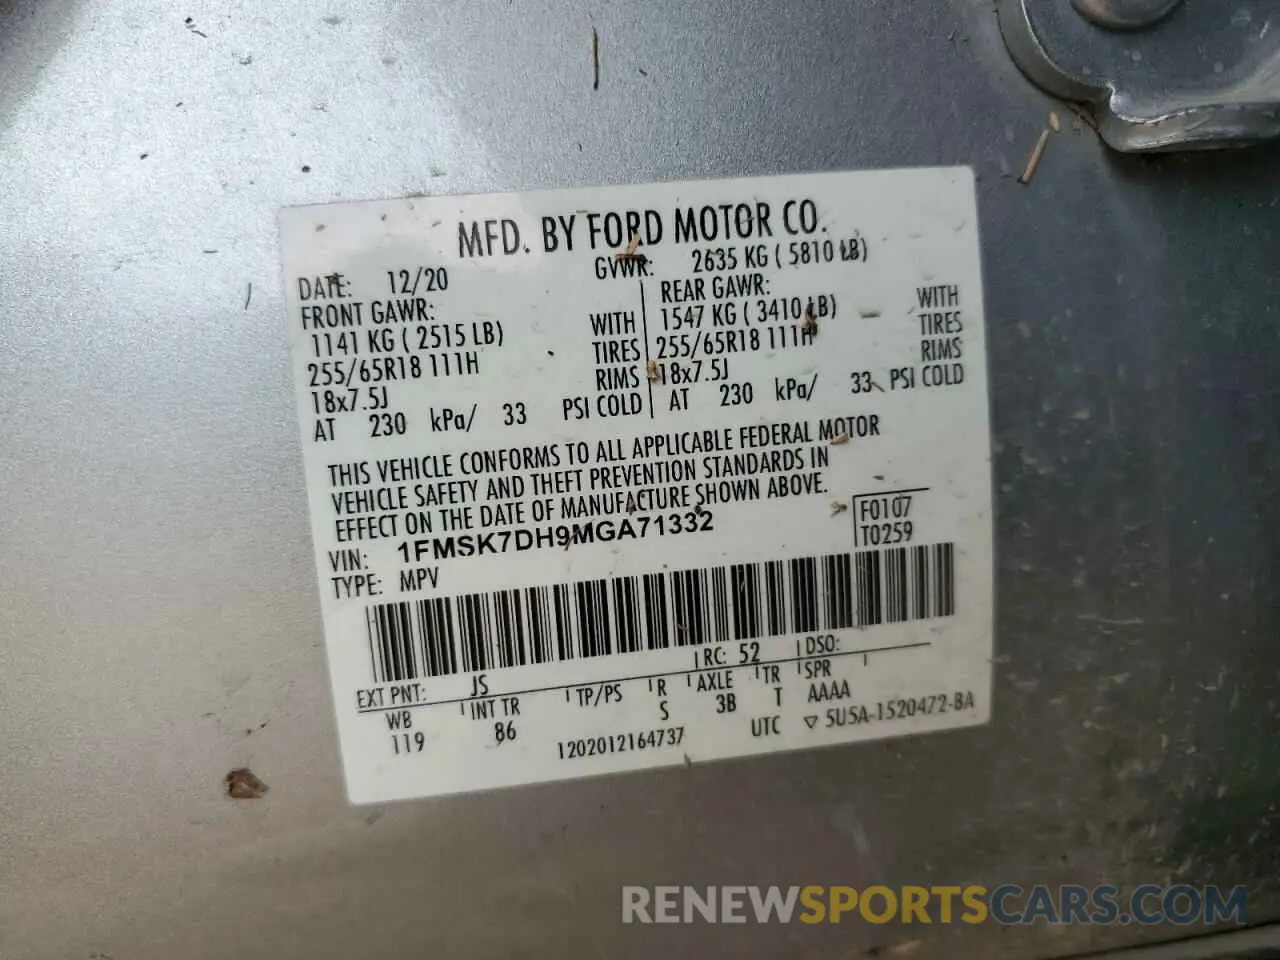 MFD. BY FORD MOTOR CO.
DATE: 12/20 GVWR: 2635 KG ( 5810 LB)
FRONT GAWR: REAR GAWR:
1141 KG ( 2515 LB) WITH 1547 KG ( 3410 LB) WITH
255/65R18 111H TIRES 255/65R18 111H TIRES
18x7.5J RIMS 18x7.5J RIMS
AT 230 kPa/ 33 PSI COLD AT 230 kPa/ 33 PSI COLD
THIS VEHICLE CONFORMS TO ALL APPLICABLE FEDERAL MOTOR
VEHICLE SAFETY AND THEFT PREVENTION STANDARDS IN
EFFECT ON THE DATE OF MANUFACTURE SHOWN ABOVE.
VIN: 1FMSK7DH9MGA71332 F0107
TYPE: MPV T0259
EXT PNT: JS RC: 52 DSO:
WB INT TR TP/PS R AXLE TR SPR
119 86 S 3B T AAAA
1202012164737 UTC ▽ 5U5A-1520472-BA
RENEWSPORTSCARS.COM